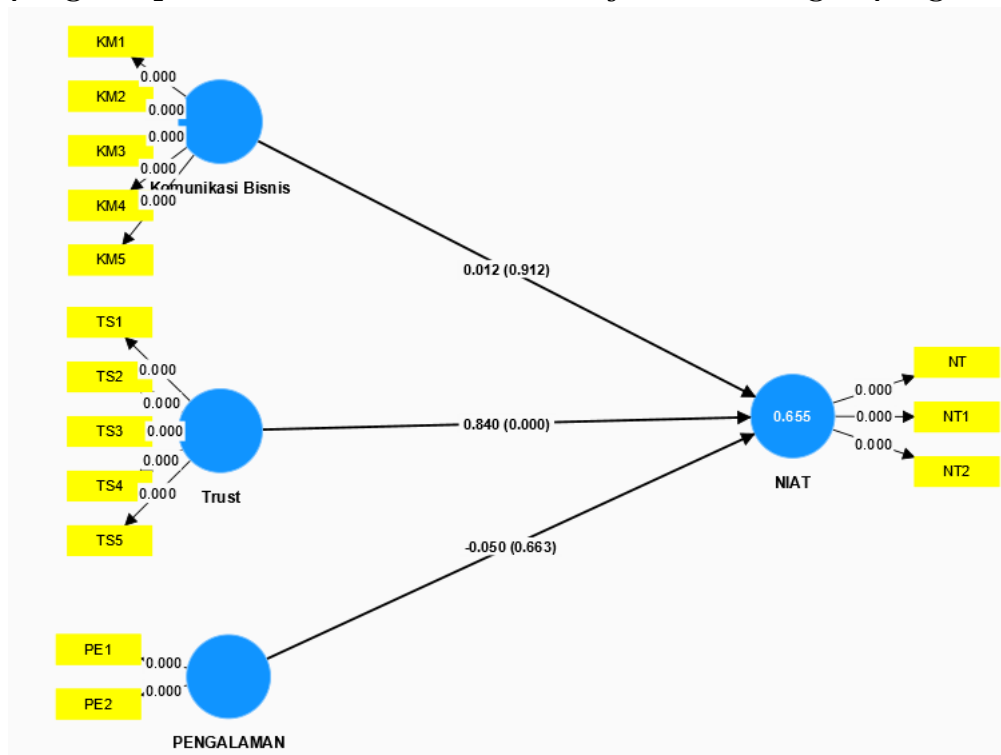 KM1
0.000
KM2
0.000
0.000
KM3
0.000
Komunikasi Bisnis
KM4
0.000
KM5
0.012 (0.912)
TS1
0.000
TS2
0.000
TS3
0.000
0.000
TS4
0.000
Trust
TS5
0.840 (0.000)
NT
0.000
0.655
0.000
NT1
0.000
NT2
NIAT
-0.050 (0.663)
PE1
0.000
0.000
PE2
PENGALAMAN